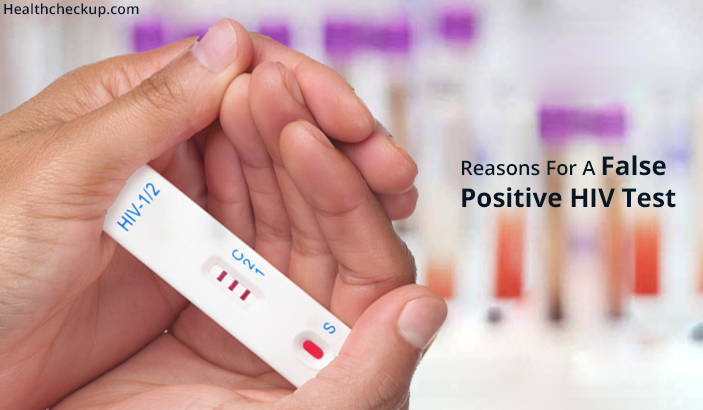 Healthcheckup.com
Reasons For A False
Positive HIV Test
HIV-1/2
C 2 1
S